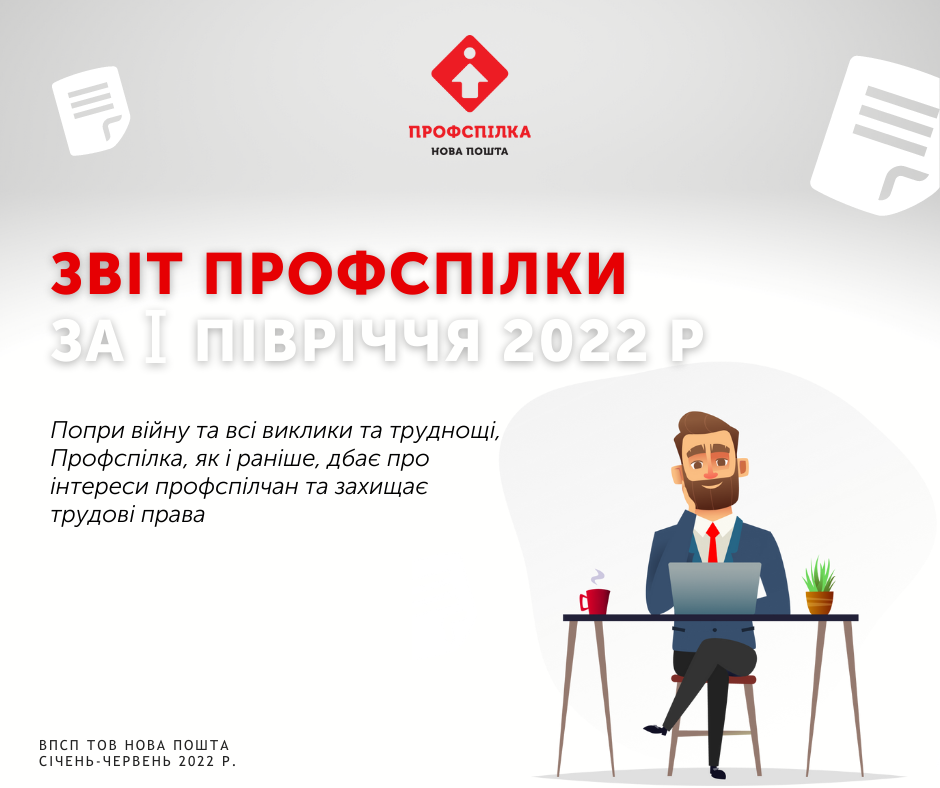 ПРОФСПІЛКА
НОВА ПОШТА
ЗВІТ ПРОФСПІЛКИ
ЗА І ПІВРІЧЧЯ 2022 Р
Попри війну та всі виклики та труднощі,
Профспілка, як і раніше, дбає про
інтереси профспілчан та захищає
трудові права
ВПСП ТОВ НОВА ПОШТА
СІЧЕНЬ-ЧЕРВЕНЬ 2022 Р.